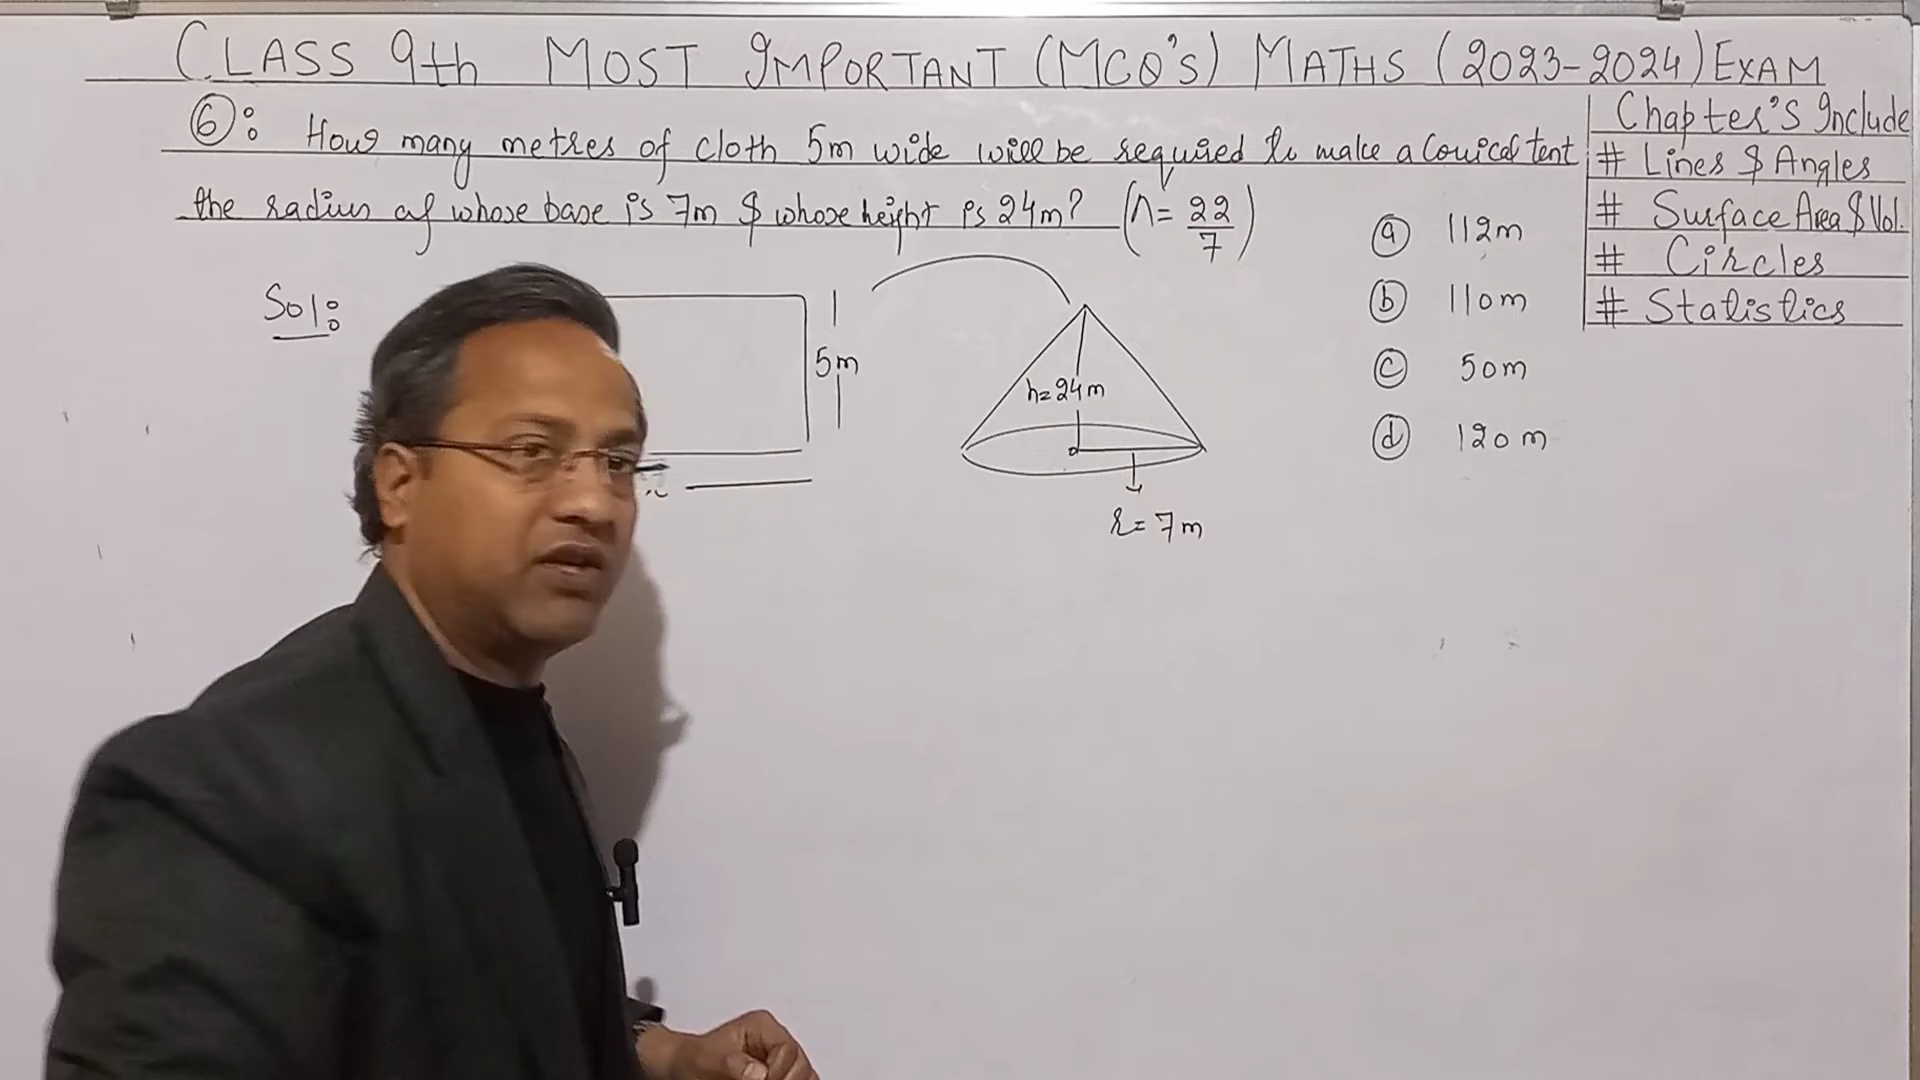 CLASS 9th MOST IMPORTANT (MCQ'S) MATHS (2023-2024) EXAM
6: How many metres of cloth 5m wide will be required to make a conical tent
the radius of whose base is 7m & whose height is 24m? (π = 22/7)
Chapter's Include
# Lines & Angles
# Surface Area & Vol.
# Circles
# Statistics
a 112m
b 110m
c 50m
d 120m
Sol:
5m
h=24m
r=7m